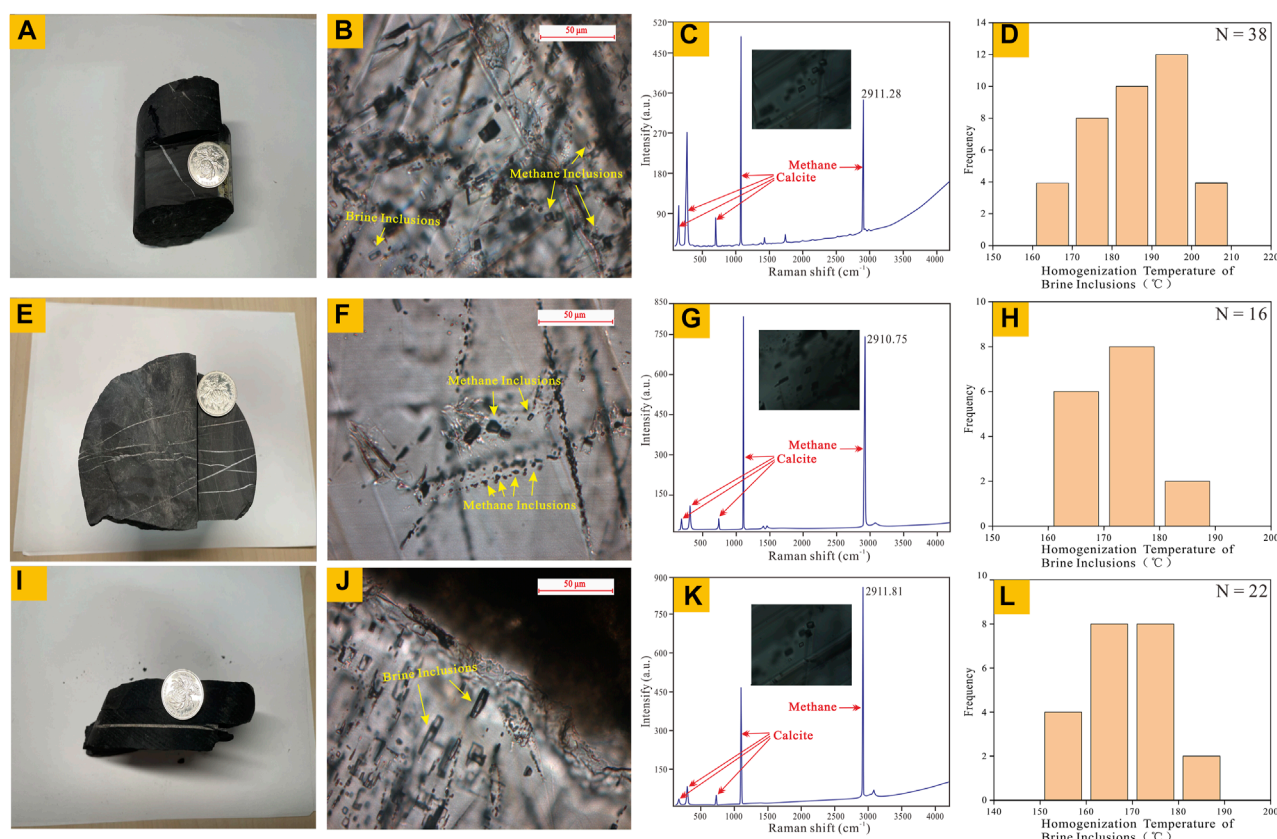 A
B
50 μm
Methane Inclusions
Brine Inclusions
C
520
450
360
270
180
90
Intensify (a.u.)
2911.28
Methane
Calcite
500
1000
1500
2000
2500
3000
3500
4000
Raman shift (cm⁻¹)
D
N = 38
14
12
10
8
6
4
2
0
Frequency
150
160
170
180
190
200
210
220
Homogenization Temperature of
Brine Inclusions (℃)
E
F
50 μm
Methane Inclusions
Methane Inclusions
G
850
750
600
450
300
150
Intensify (a.u.)
2910.75
Methane
Calcite
500
1000
1500
2000
2500
3000
3500
4000
Raman shift (cm⁻¹)
H
N = 16
10
8
6
4
2
0
Frequency
150
160
170
180
190
200
Homogenization Temperature of
Brine Inclusions (℃)
I
J
50 μm
Brine Inclusions
K
900
750
600
450
300
150
Intensify (a.u.)
2911.81
Methane
Calcite
500
1000
1500
2000
2500
3000
3500
4000
Raman shift (cm⁻¹)
L
N = 22
10
8
6
4
2
0
Frequency
140
150
160
170
180
190
200
Homogenization Temperature of
Brine Inclusions (℃)